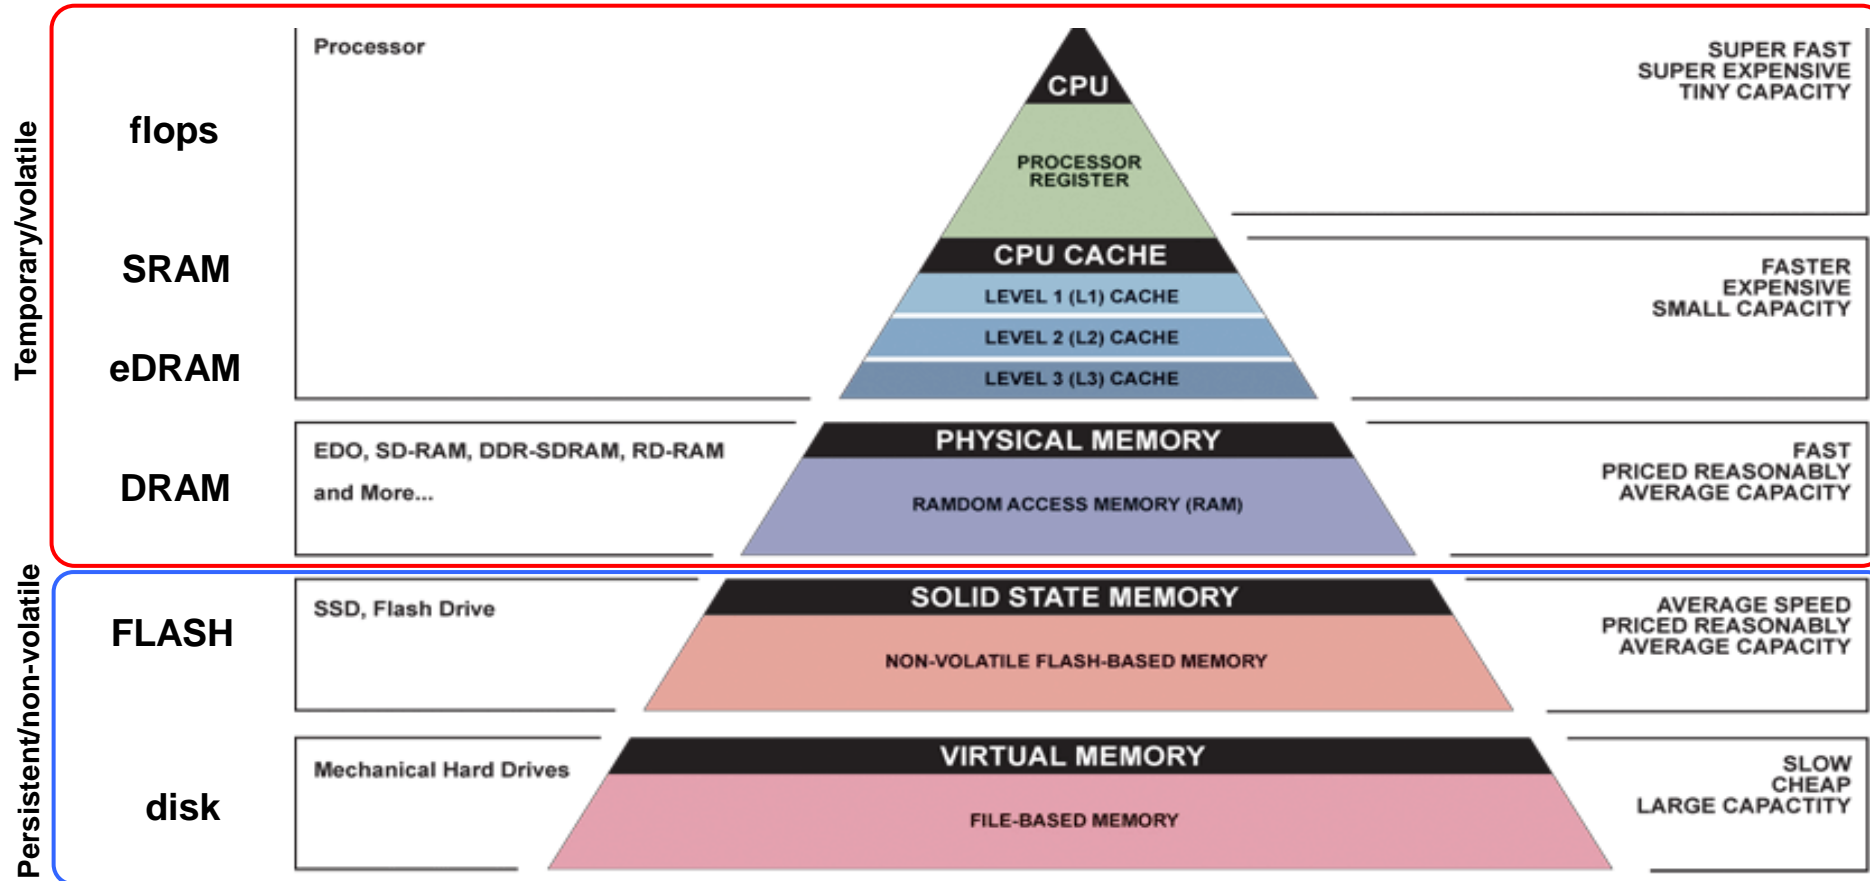 Temporary/volatile
flops
SRAM
eDRAM
DRAM
Processor
CPU
PROCESSOR
REGISTER
SUPER FAST
SUPER EXPENSIVE
TINY CAPACITY
CPU CACHE
LEVEL 1 (L1) CACHE
LEVEL 2 (L2) CACHE
LEVEL 3 (L3) CACHE
FASTER
EXPENSIVE
SMALL CAPACITY
EDO, SD-RAM, DDR-SDRAM, RD-RAM
and More...
PHYSICAL MEMORY
RAMDOM ACCESS MEMORY (RAM)
FAST
PRICED REASONABLY
AVERAGE CAPACITY
Persistent/non-volatile
FLASH
SSD, Flash Drive
SOLID STATE MEMORY
NON-VOLATILE FLASH-BASED MEMORY
AVERAGE SPEED
PRICED REASONABLY
AVERAGE CAPACITY
disk
Mechanical Hard Drives
VIRTUAL MEMORY
FILE-BASED MEMORY
SLOW
CHEAP
LARGE CAPACTITY